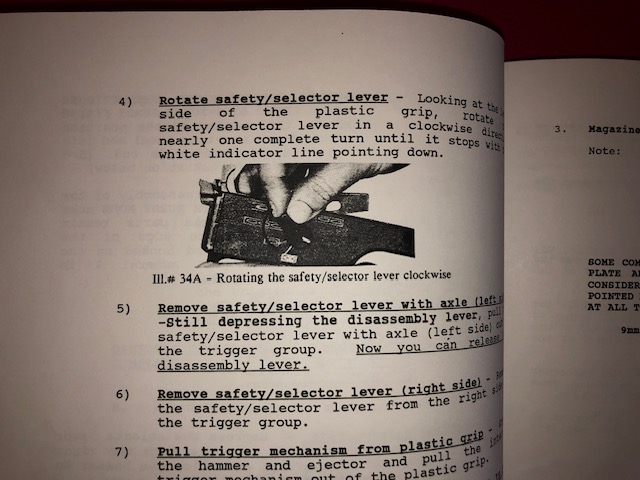 4) Rotate safety/selector lever - Looking at the
side of the plastic grip, rotate
safety/selector lever in a clockwise direc
nearly one complete turn until it stops with
white indicator line pointing down.
Ill.# 34A - Rotating the safety/selector lever clockwise
5) Remove safety/selector lever with axle (left
-Still depressing the disassembly lever, pull
safety/selector lever with axle (left side)
the trigger group. Now you can release
disassembly lever.
6) Remove safety/selector lever (right side) -
the safety/selector lever from the right
the trigger group.
7) Pull trigger mechanism from plastic grip -
the hammer and ejector and pull the
trigger mechanism out of the plastic grip.
3. Magazine
Note:
SOME COM
PLATE A
CONSIDER
POINTED
AT ALL T
9mm